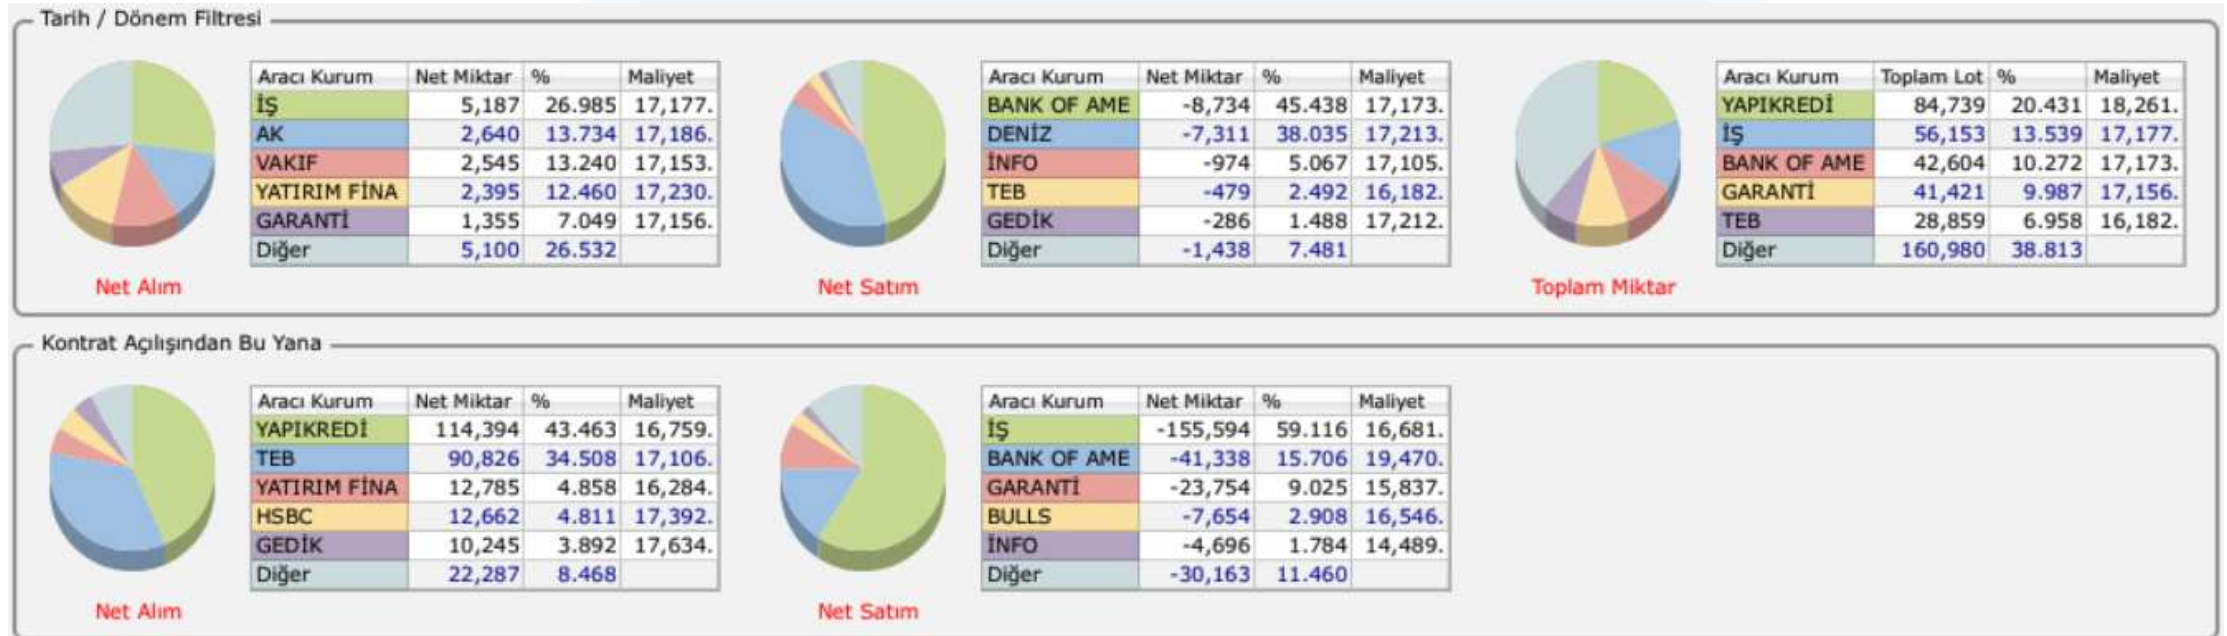 Tarih / Dönem Filtresi
Aracı Kurum Net Miktar % Maliyet
İŞ 5,187 26.985 17,177.
AK 2,640 13.734 17,186.
VAKIF 2,545 13.240 17,153.
YATIRIM FİNA 2,395 12.460 17,230.
GARANTİ 1,355 7.049 17,156.
Diğer 5,100 26.532
Net Alım
Aracı Kurum Net Miktar % Maliyet
BANK OF AME -8,734 45.438 17,173.
DENİZ -7,311 38.035 17,213.
İNFO -974 5.067 17,105.
TEB -479 2.492 16,182.
GEDİK -286 1.488 17,212.
Diğer -1,438 7.481
Net Satım
Aracı Kurum Toplam Lot % Maliyet
YAPIKREDİ 84,739 20.431 18,261.
İŞ 56,153 13.539 17,177.
BANK OF AME 42,604 10.272 17,173.
GARANTİ 41,421 9.987 17,156.
TEB 28,859 6.958 16,182.
Diğer 160,980 38.813
Toplam Miktar
Kontrat Açılışından Bu Yana
Aracı Kurum Net Miktar % Maliyet
YAPIKREDİ 114,394 43.463 16,759.
TEB 90,826 34.508 17,106.
YATIRIM FİNA 12,785 4.858 16,284.
HSBC 12,662 4.811 17,392.
GEDİK 10,245 3.892 17,634.
Diğer 22,287 8.468
Net Alım
Aracı Kurum Net Miktar % Maliyet
İŞ -155,594 59.116 16,681.
BANK OF AME -41,338 15.706 19,470.
GARANTİ -23,754 9.025 15,837.
BULLS -7,654 2.908 16,546.
İNFO -4,696 1.784 14,489.
Diğer -30,163 11.460
Net Satım